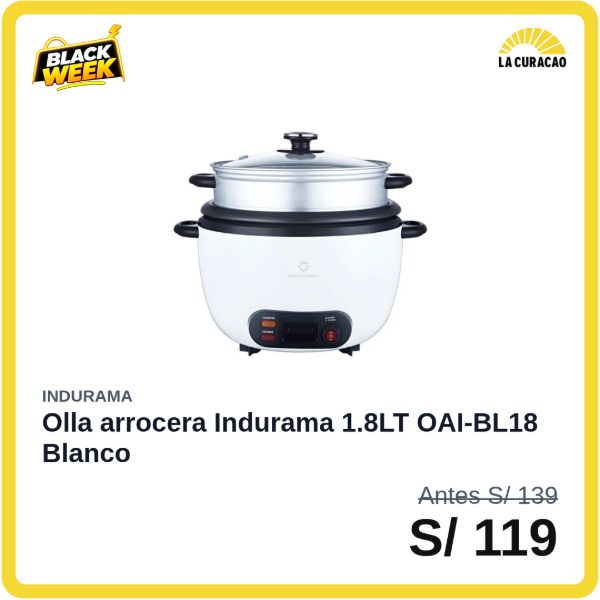 BLACK
WEEK
LA CURACAO
INDURAMA
Olla arrocera Indurama 1.8LT OAI-BL18
Blanco
Antes S/ 139
S/ 119